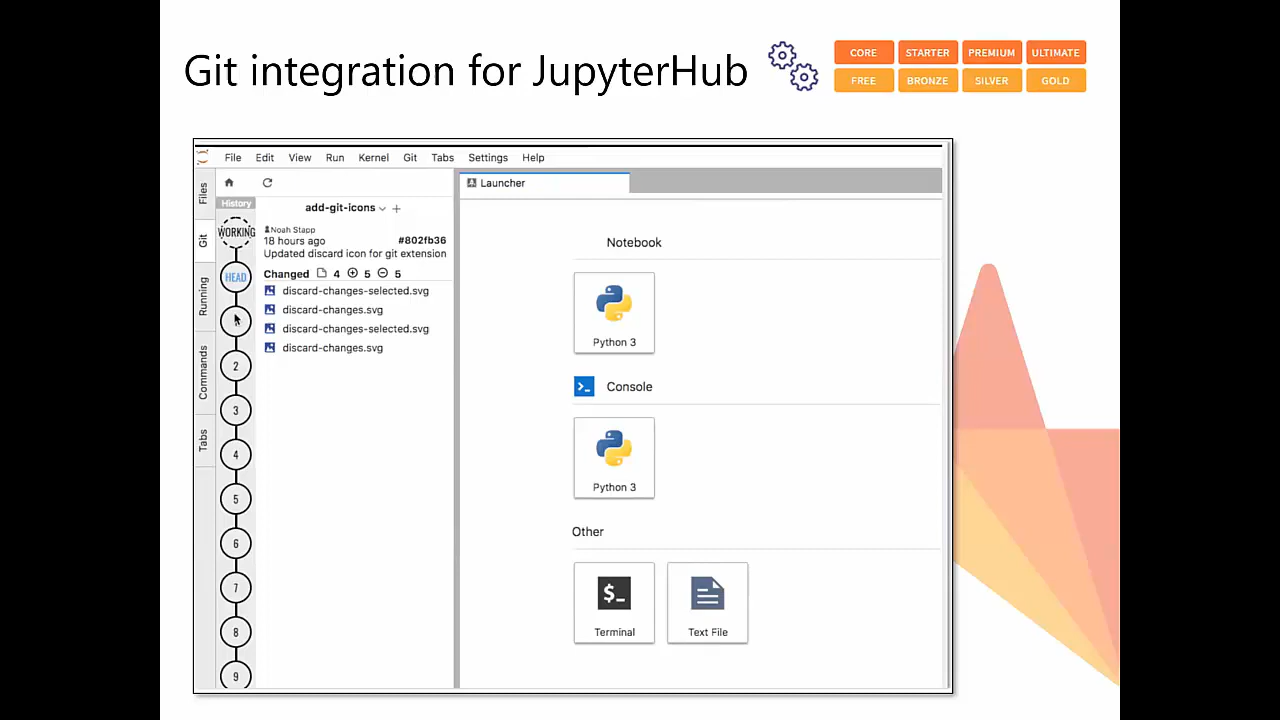 Git integration for JupyterHub
CORE STARTER PREMIUM ULTIMATE
FREE BRONZE SILVER GOLD
File Edit View Run Kernel Git Tabs Settings Help
Files
Git
Running
Commands
Tabs
History
WORKING
HEAD
2
3
4
5
6
7
8
9
add-git-icons
Noah Stapp
18 hours ago #802fb36
Updated discard icon for git extension
Changed 4 5 5
discard-changes-selected.svg
discard-changes.svg
discard-changes-selected.svg
discard-changes.svg
Launcher
Notebook
Python 3
Console
Python 3
Other
$_
Terminal Text File